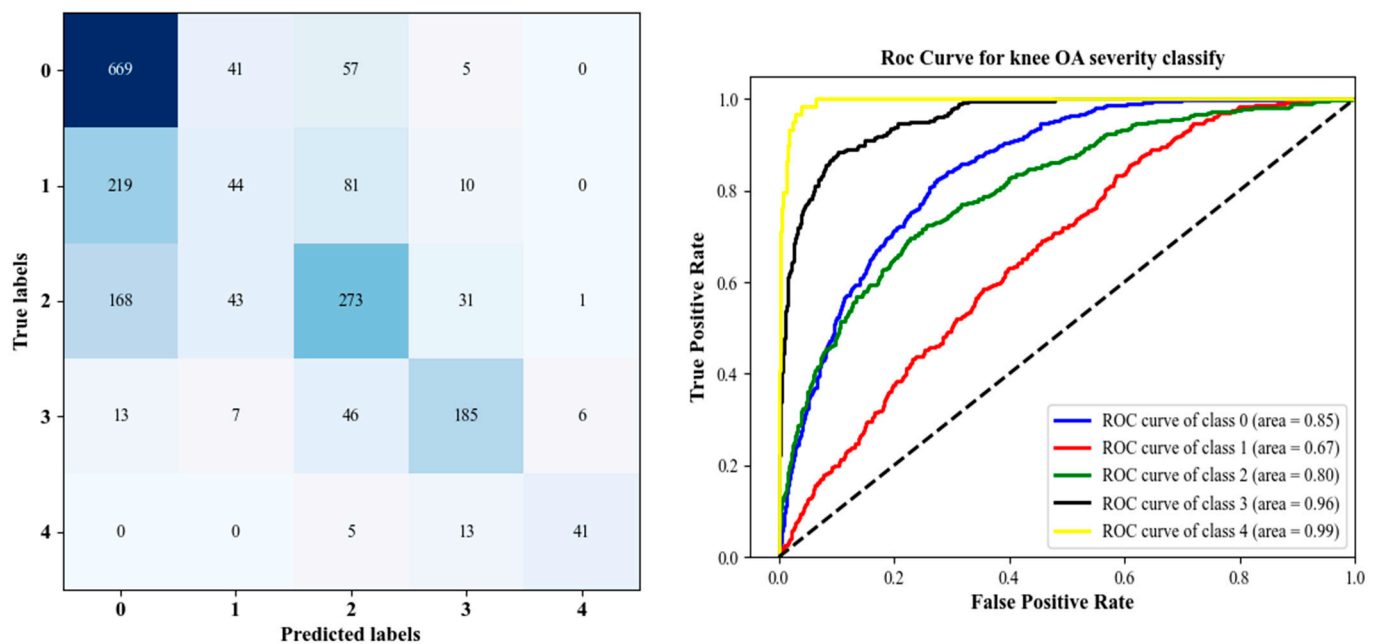 0 669 41 57 5 0
1 219 44 81 10 0
2 168 43 273 31 1
3 13 7 46 185 6
4 0 0 5 13 41
0 1 2 3 4
True labels
Predicted labels
Roc Curve for knee OA severity classify
1.0
0.8
0.6
0.4
0.2
0.0
0.0 0.2 0.4 0.6 0.8 1.0
True Positive Rate
False Positive Rate
ROC curve of class 0 (area = 0.85)
ROC curve of class 1 (area = 0.67)
ROC curve of class 2 (area = 0.80)
ROC curve of class 3 (area = 0.96)
ROC curve of class 4 (area = 0.99)